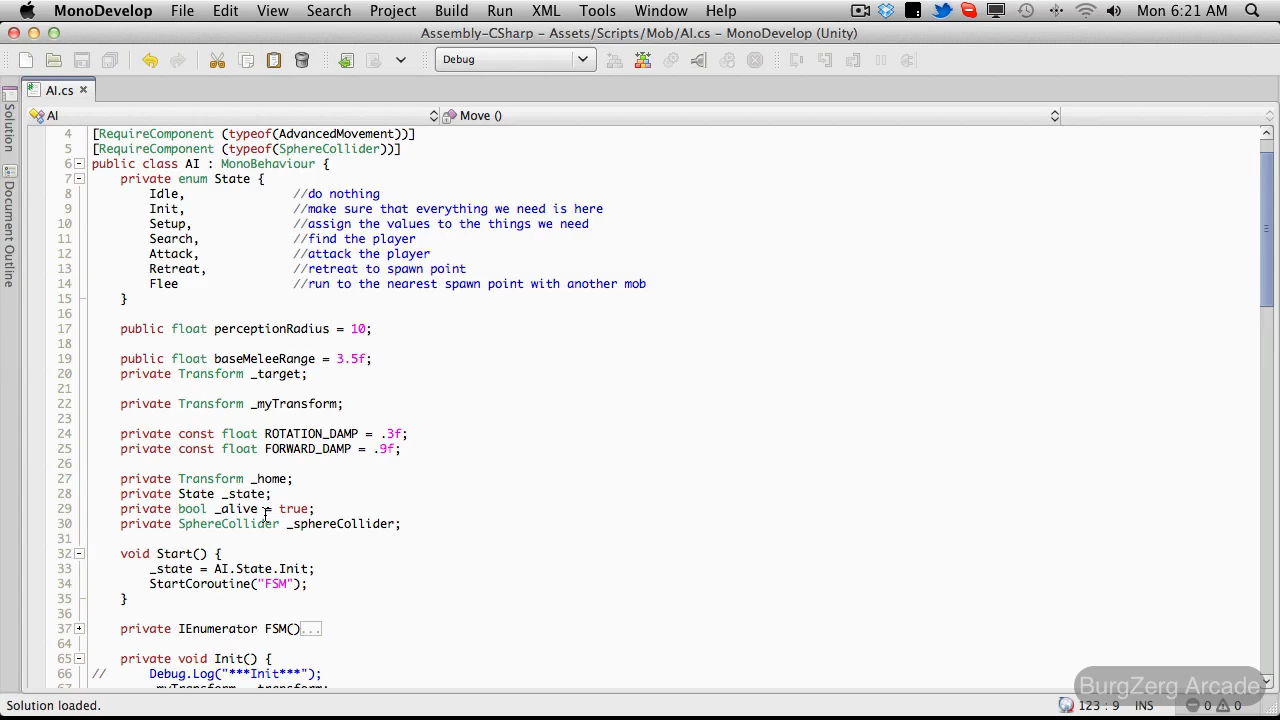 MonoDevelop File Edit View Search Project Build Run XML Tools Window Help Mon 6:21 AM
Assembly-CSharp - Assets/Scripts/Mob/AI.cs - MonoDevelop (Unity)
Debug
AI.cs ×
AI Move ()
Solution
Document Outline
4 [RequireComponent (typeof(AdvancedMovement))]
5 [RequireComponent (typeof(SphereCollider))]
6 public class AI : MonoBehaviour {
7 private enum State {
8 Idle, //do nothing
9 Init, //make sure that everything we need is here
10 Setup, //assign the values to the things we need
11 Search, //find the player
12 Attack, //attack the player
13 Retreat, //retreat to spawn point
14 Flee //run to the nearest spawn point with another mob
15 }
16
17 public float perceptionRadius = 10;
18
19 public float baseMeleeRange = 3.5f;
20 private Transform _target;
21
22 private Transform _myTransform;
23
24 private const float ROTATION_DAMP = .3f;
25 private const float FORWARD_DAMP = .9f;
26
27 private Transform _home;
28 private State _state;
29 private bool _alive = true;
30 private SphereCollider _sphereCollider;
31
32 void Start() {
33 _state = AI.State.Init;
34 StartCoroutine("FSM");
35 }
36
37 private IEnumerator FSM()...
64
65 private void Init() {
66 // Debug.Log("***Init***");
67 _myTransform = transform;
BurgZerg Arcade
Solution loaded. 123 : 9 INS 0 0